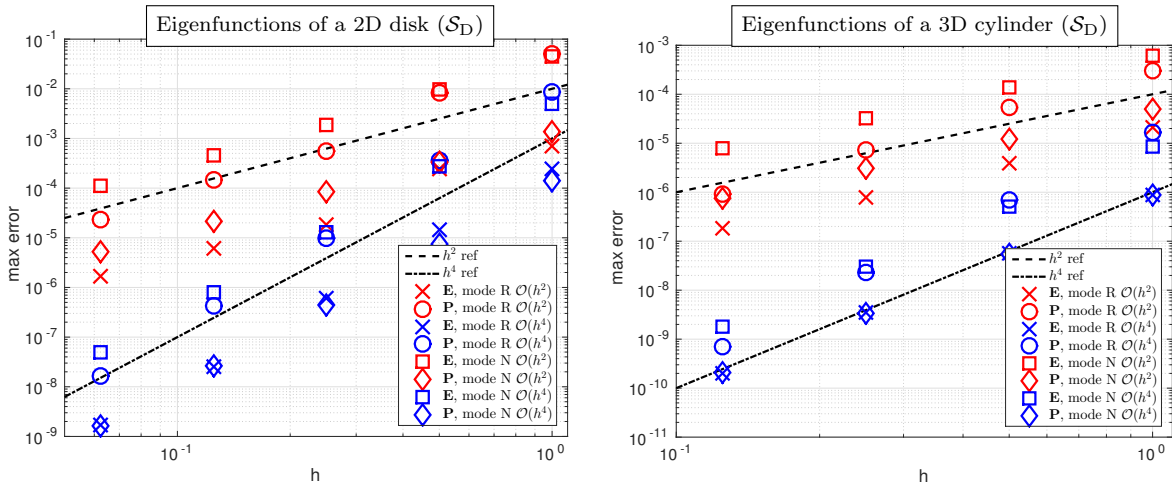 Eigenfunctions of a 2D disk (𝒮_D)
10^-1
10^-2
10^-3
10^-4
10^-5
10^-6
10^-7
10^-8
10^-9
max error
10^-1
10^0
h
h^2 ref
h^4 ref
E, mode R 𝒪(h^2)
P, mode R 𝒪(h^2)
E, mode R 𝒪(h^4)
P, mode R 𝒪(h^4)
E, mode N 𝒪(h^2)
P, mode N 𝒪(h^2)
E, mode N 𝒪(h^4)
P, mode N 𝒪(h^4)
Eigenfunctions of a 3D cylinder (𝒮_D)
10^-3
10^-4
10^-5
10^-6
10^-7
10^-8
10^-9
10^-10
10^-11
max error
10^-1
10^0
h
h^2 ref
h^4 ref
E, mode R 𝒪(h^2)
P, mode R 𝒪(h^2)
E, mode R 𝒪(h^4)
P, mode R 𝒪(h^4)
E, mode N 𝒪(h^2)
P, mode N 𝒪(h^2)
E, mode N 𝒪(h^4)
P, mode N 𝒪(h^4)